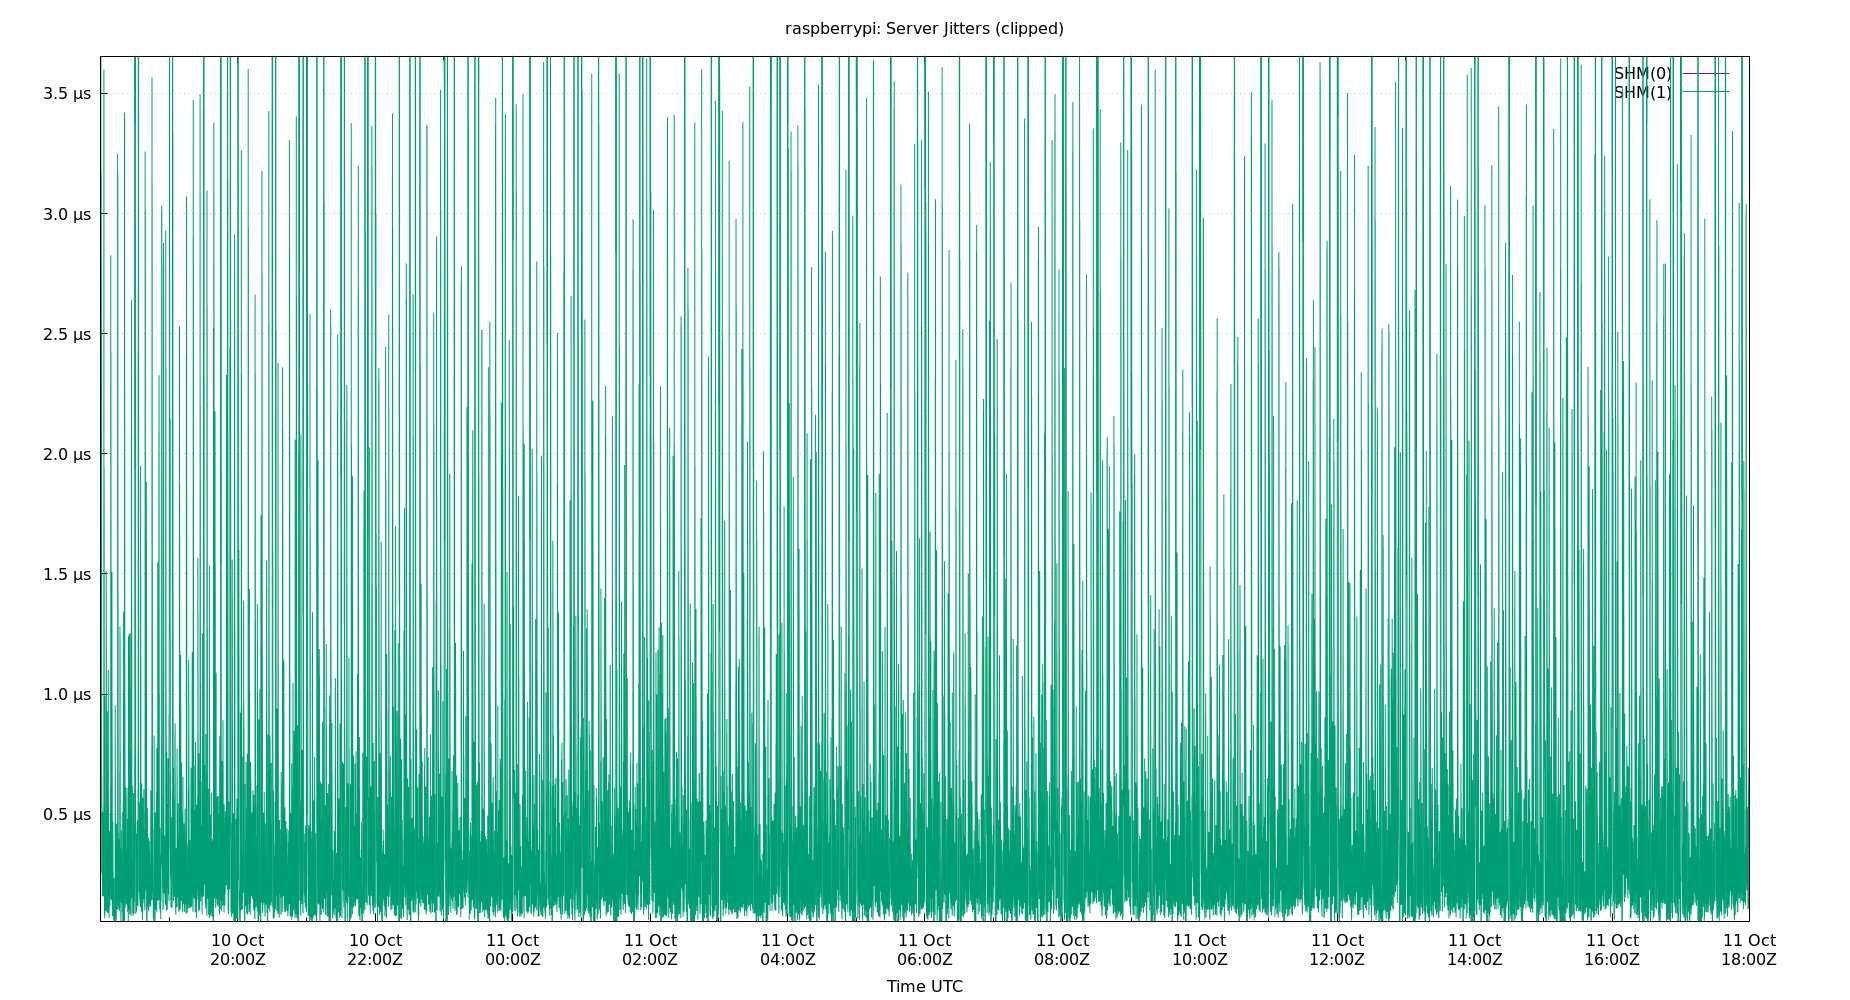 raspberrypi: Server Jitters (clipped)
SHM(0)
SHM(1)
3.5 µs
3.0 µs
2.5 µs
2.0 µs
1.5 µs
1.0 µs
0.5 µs
10 Oct 10 Oct 11 Oct 11 Oct 11 Oct 11 Oct 11 Oct 11 Oct 11 Oct 11 Oct 11 Oct 11 Oct
20:00Z 22:00Z 00:00Z 02:00Z 04:00Z 06:00Z 08:00Z 10:00Z 12:00Z 14:00Z 16:00Z 18:00Z
Time UTC